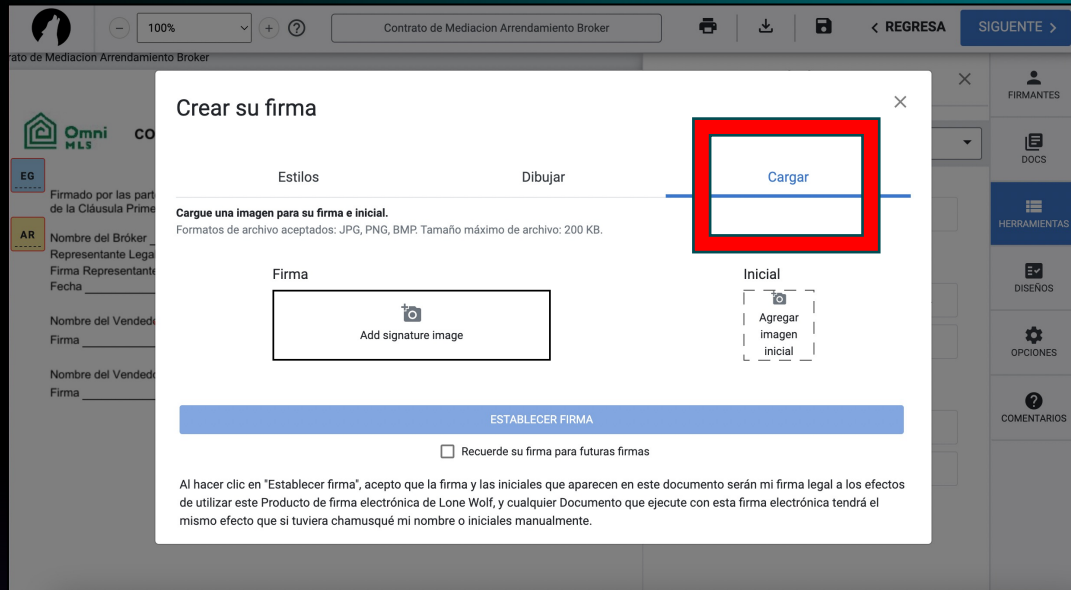 100%
Contrato de Mediacion Arrendamiento Broker
< REGRESA
SIGUENTE >
rato de Mediacion Arrendamiento Broker
FIRMANTES
DOCS
HERRAMIENTAS
DISEÑOS
OPCIONES
COMENTARIOS
Omni
MLS
CO
EG
AR
Firmado por las part
de la Cláusula Prime
Nombre del Bróker
Representante Lega
Firma Representante
Fecha
Nombre del Vendedo
Firma
Nombre del Vendedo
Firma
Crear su firma
Estilos
Dibujar
Cargar
Cargue una imagen para su firma e inicial.
Formatos de archivo aceptados: JPG, PNG, BMP. Tamaño máximo de archivo: 200 KB.
Firma
Add signature image
Inicial
Agregar
imagen
inicial
ESTABLECER FIRMA
Recuerde su firma para futuras firmas
Al hacer clic en "Establecer firma", acepto que la firma y las iniciales que aparecen en este documento serán mi firma legal a los efectos
de utilizar este Producto de firma electrónica de Lone Wolf, y cualquier Documento que ejecute con esta firma electrónica tendrá el
mismo efecto que si tuviera chamusqué mi nombre o iniciales manualmente.